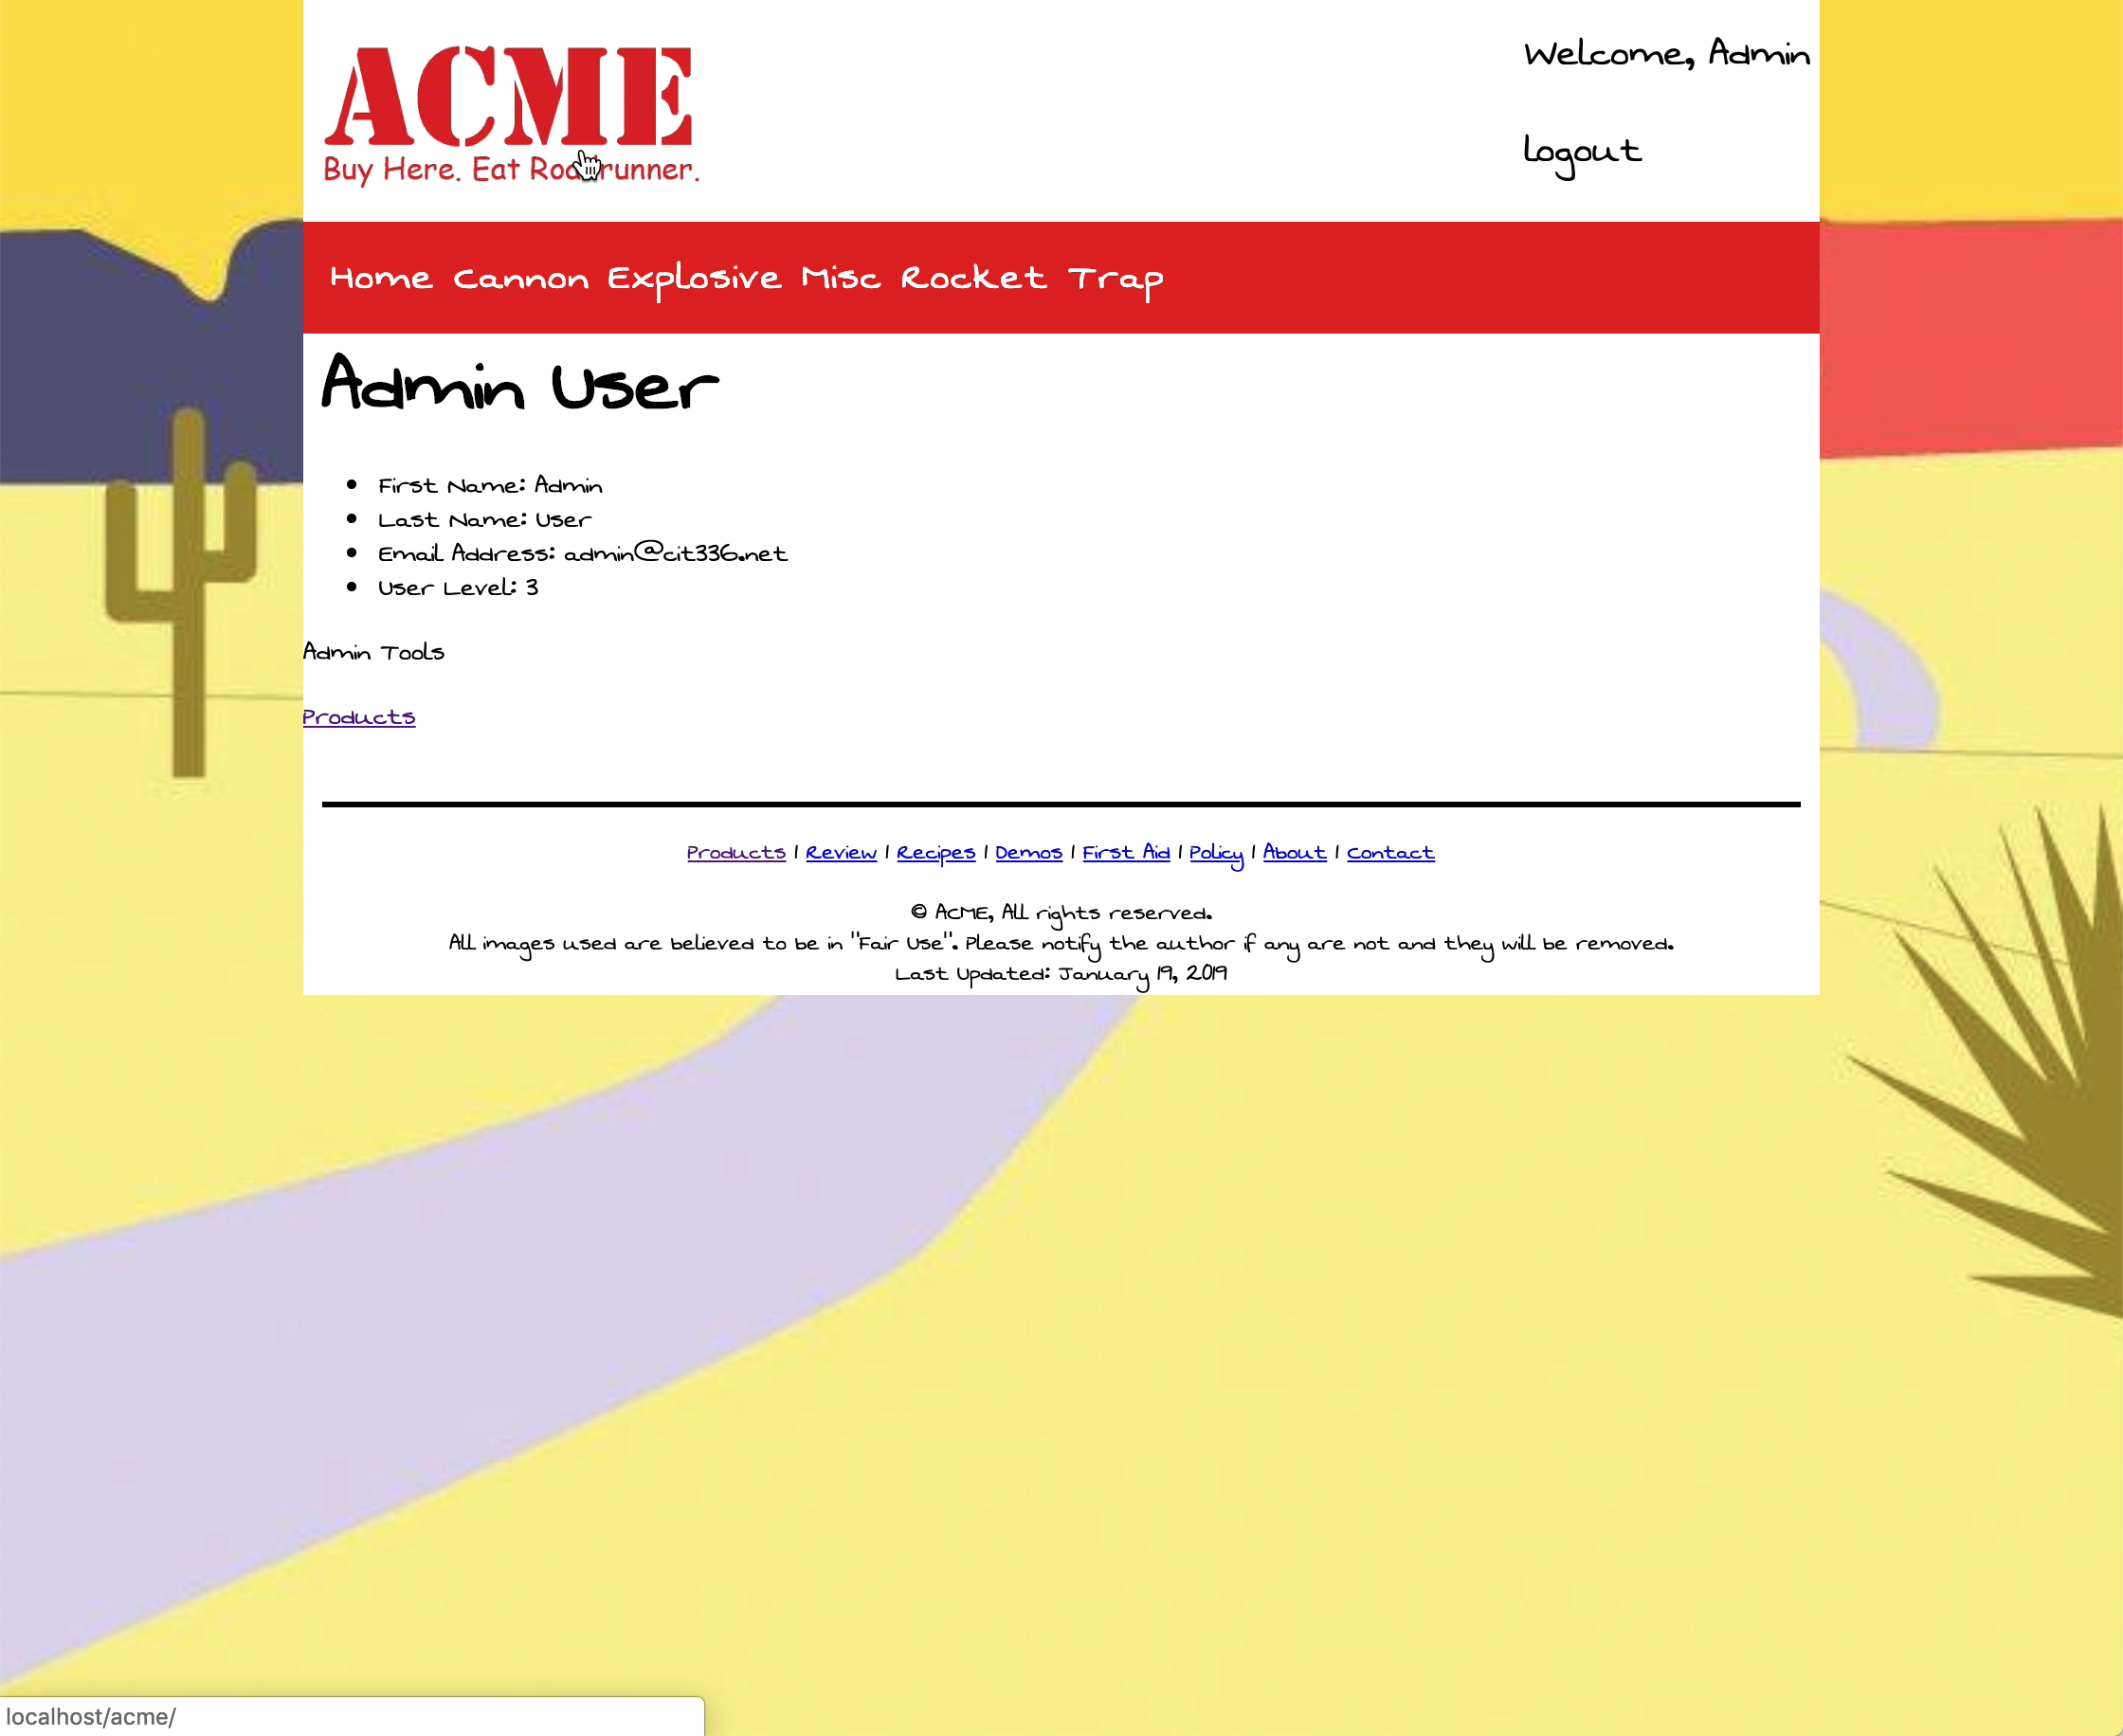 ACME
Welcome, Admin
Buy Here. Eat Roadrunner.
logout
Home Cannon Explosive Misc Rocket Trap
Admin User
First Name: Admin
Last Name: User
Email Address: admin@cit336.net
User Level: 3
Admin Tools
Products
Products | Review | Recipes | Demos | First Aid | Policy | About | Contact
© ACME, All rights reserved.
All images used are believed to be in "Fair Use". Please notify the author if any are not and they will be removed.
Last Updated: January 19, 2019
localhost/acme/